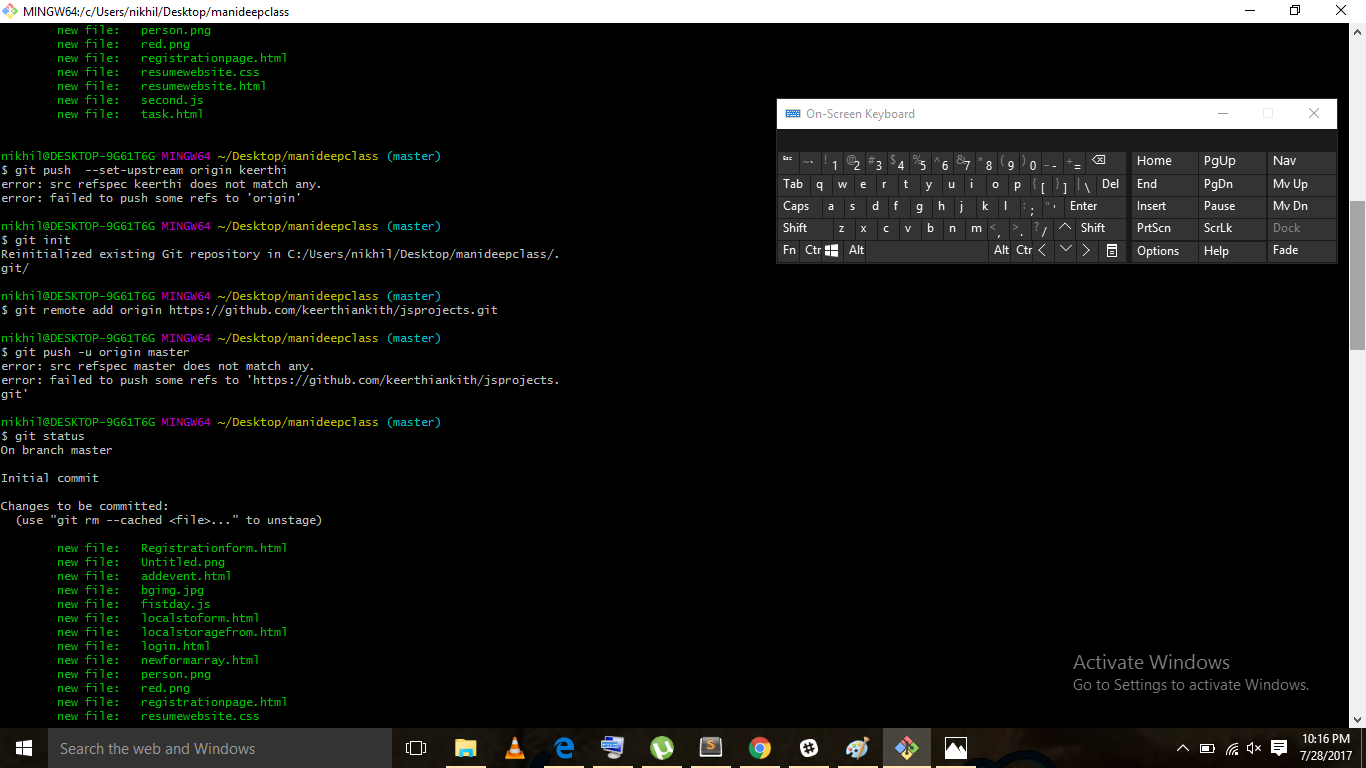 MINGW64:/c/Users/nikhil/Desktop/manideepclass
new file:   person.png
new file:   red.png
new file:   registrationpage.html
new file:   resumewebsite.css
new file:   resumewebsite.html
new file:   second.js
new file:   task.html
nikhil@DESKTOP-9G61T6G MINGW64 ~/Desktop/manideepclass (master)
$ git push  --set-upstream origin keerthi
error: src refspec keerthi does not match any.
error: failed to push some refs to 'origin'
nikhil@DESKTOP-9G61T6G MINGW64 ~/Desktop/manideepclass (master)
$ git init
Reinitialized existing Git repository in C:/Users/nikhil/Desktop/manideepclass/.
git/
nikhil@DESKTOP-9G61T6G MINGW64 ~/Desktop/manideepclass (master)
$ git remote add origin https://github.com/keerthiankith/jsprojects.git
nikhil@DESKTOP-9G61T6G MINGW64 ~/Desktop/manideepclass (master)
$ git push -u origin master
error: src refspec master does not match any.
error: failed to push some refs to 'https://github.com/keerthiankith/jsprojects.
git'
nikhil@DESKTOP-9G61T6G MINGW64 ~/Desktop/manideepclass (master)
$ git status
On branch master
Initial commit
Changes to be committed:
  (use "git rm --cached <file>..." to unstage)
new file:   Registrationform.html
new file:   Untitled.png
new file:   addevent.html
new file:   bgimg.jpg
new file:   fistday.js
new file:   localstoform.html
new file:   localstoragefrom.html
new file:   login.html
new file:   newformarray.html
new file:   person.png
new file:   red.png
new file:   registrationpage.html
new file:   resumewebsite.css
On-Screen Keyboard
Esc ~ ` ! 1 @ 2 # 3 $ 4 % 5 ^ 6 & 7 * 8 ( 9 ) 0 _ - + = Home PgUp Nav
Tab q w e r t y u i o p { [ } ] | \ Del End PgDn Mv Up
Caps a s d f g h j k l : ; " ' Enter Insert Pause Mv Dn
Shift z x c v b n m < , > . ? / Shift PrtScn ScrLk Dock
Fn Ctr Alt Alt Ctr Options Help Fade
Activate Windows
Go to Settings to activate Windows.
Search the web and Windows
10:16 PM
7/28/2017